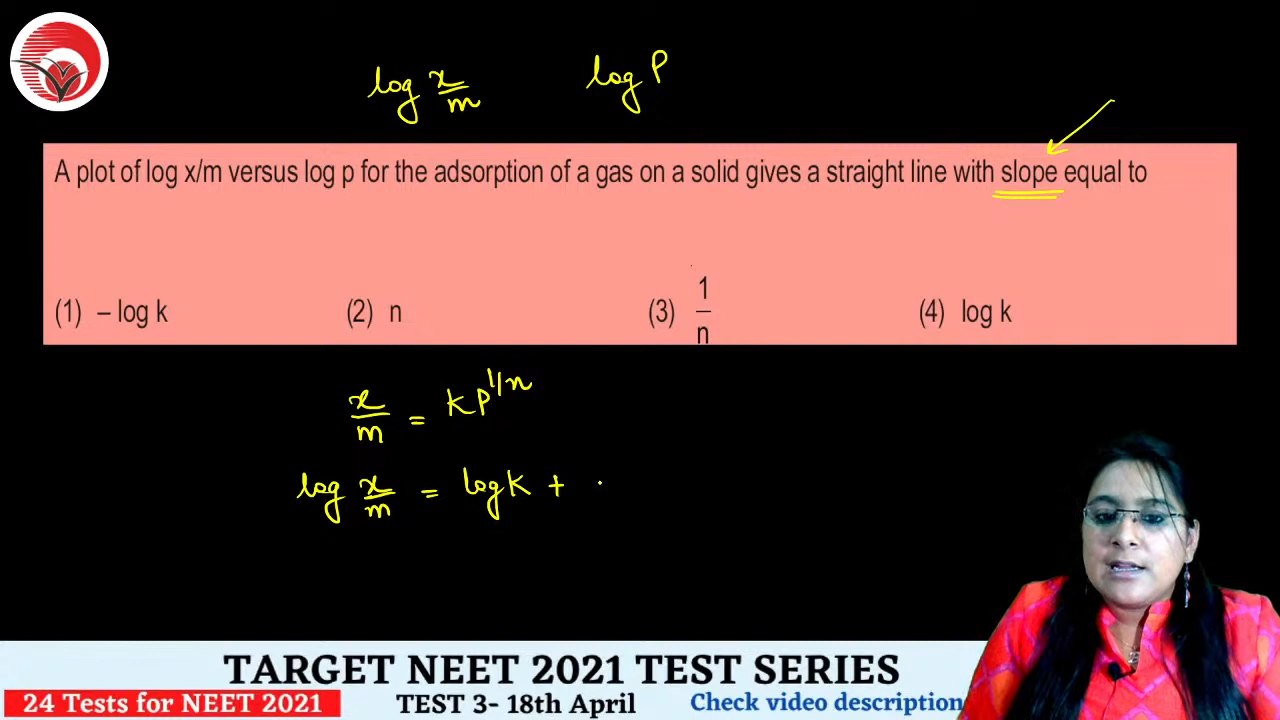 log x/m log P
A plot of log x/m versus log p for the adsorption of a gas on a solid gives a straight line with slope equal to
(1) – log k (2) n (3) 1/n (4) log k
x/m = kP^1/n
log x/m = log K +
TARGET NEET 2021 TEST SERIES
24 Tests for NEET 2021 TEST 3- 18th April Check video description